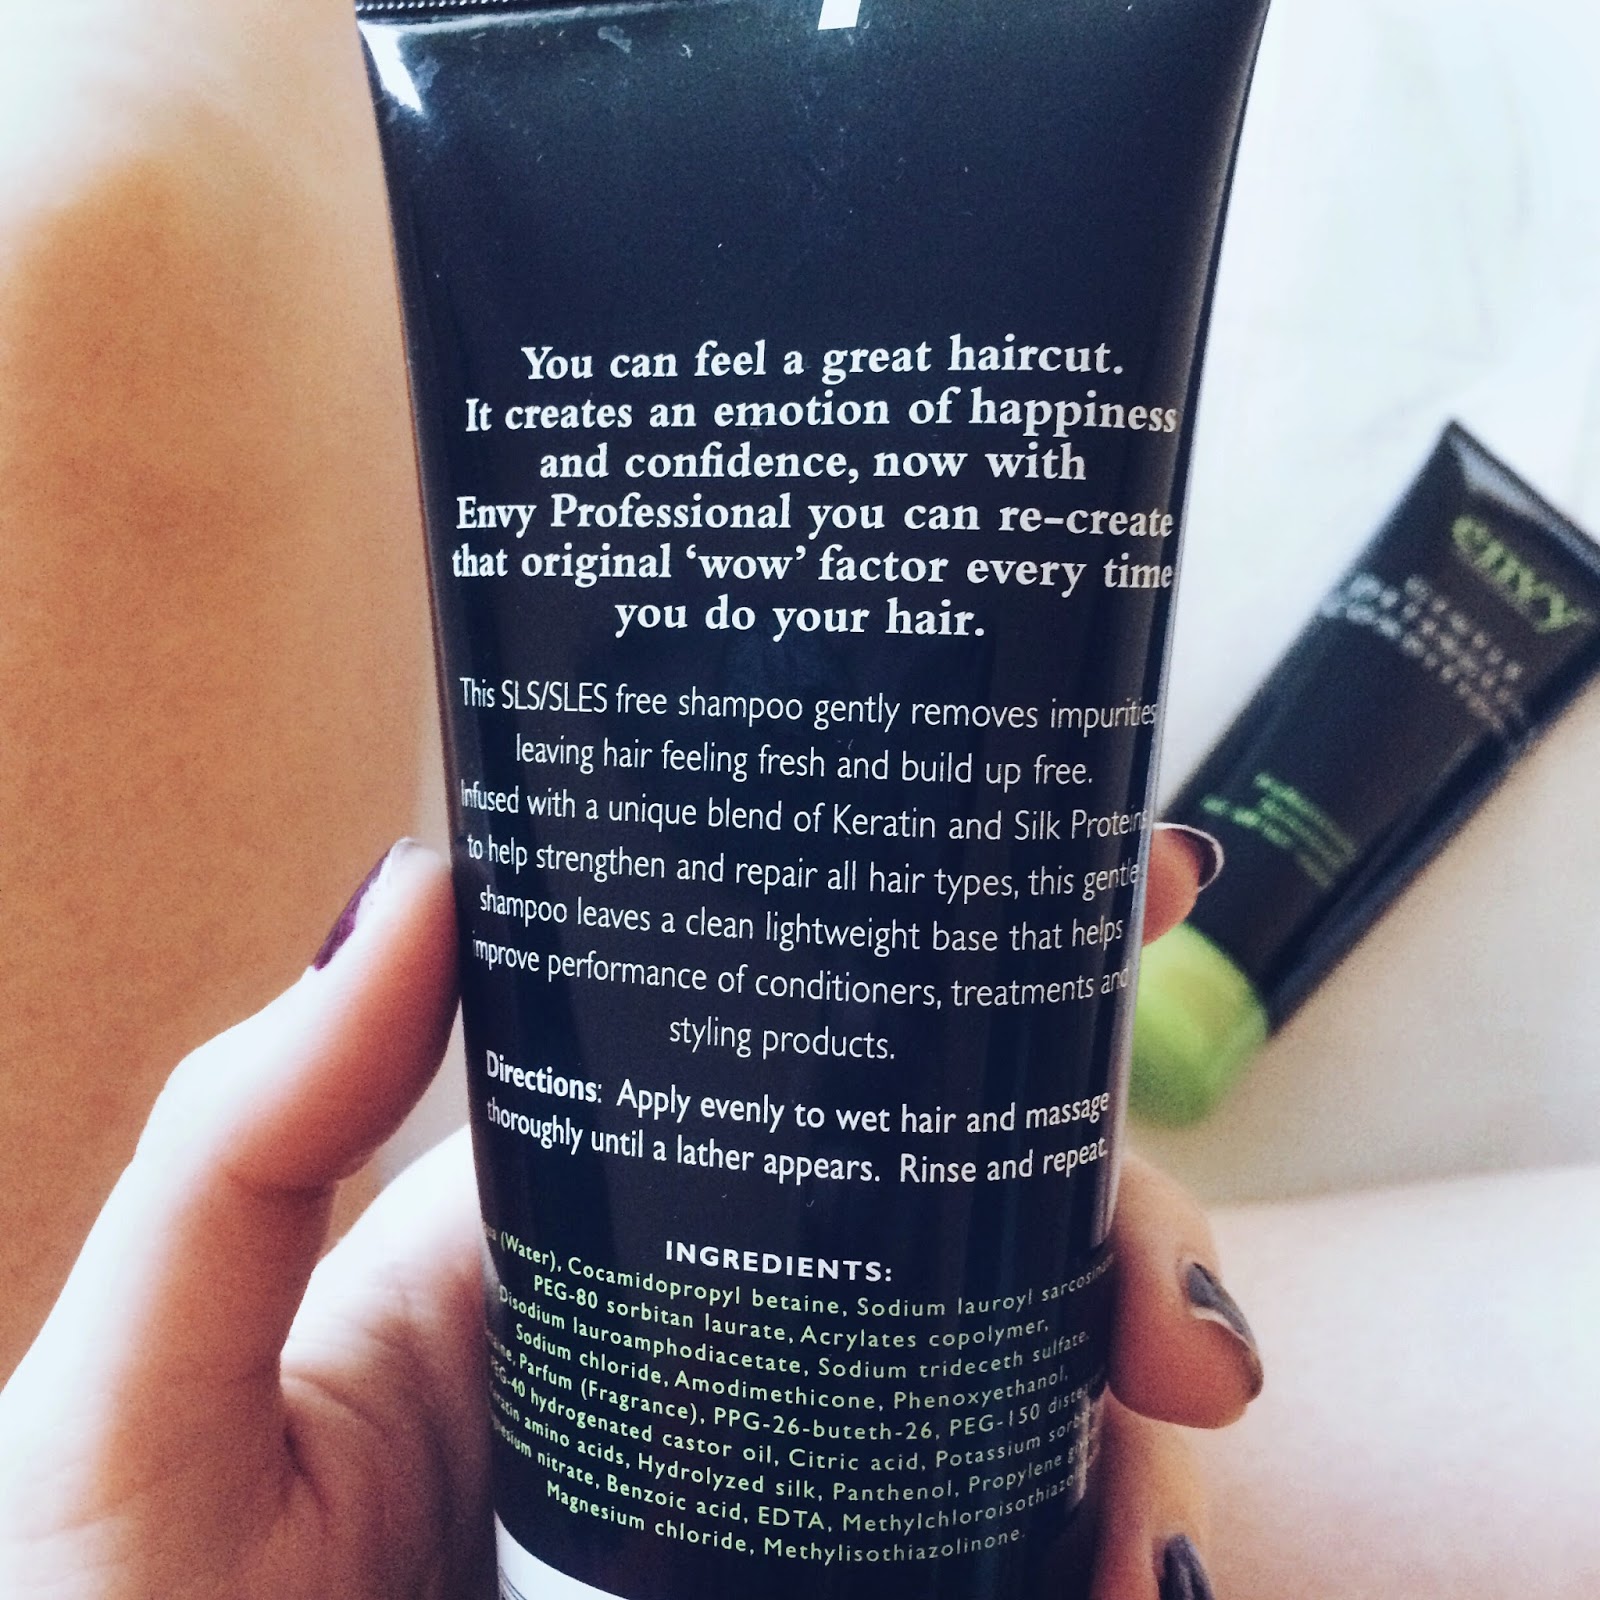 You can feel a great haircut.
It creates an emotion of happiness
and confidence, now with
Envy Professional you can re-create
that original ‘wow’ factor every time
you do your hair.
This SLS/SLES free shampoo gently removes impurities
leaving hair feeling fresh and build up free.
Infused with a unique blend of Keratin and Silk Proteins
to help strengthen and repair all hair types, this gentle
shampoo leaves a clean lightweight base that helps
improve performance of conditioners, treatments and
styling products.
Directions: Apply evenly to wet hair and massage
thoroughly until a lather appears. Rinse and repeat.
INGREDIENTS:
(Water), Cocamidopropyl betaine, Sodium lauroyl
PEG-80 sorbitan laurate, Acrylates copolymer,
Disodium lauroamphodiacetate, Sodium trideceth sulfate,
Sodium chloride, Amodimethicone, Phenoxyethanol,
Parfum (Fragrance), PPG-26-buteth-26, PEG-150
PEG-40 hydrogenated castor oil, Citric acid, Potassium
amino acids, Hydrolyzed silk, Panthenol, Propylene
nitrate, Benzoic acid, EDTA,
Magnesium chloride, Methylisothiazolinone.
envy